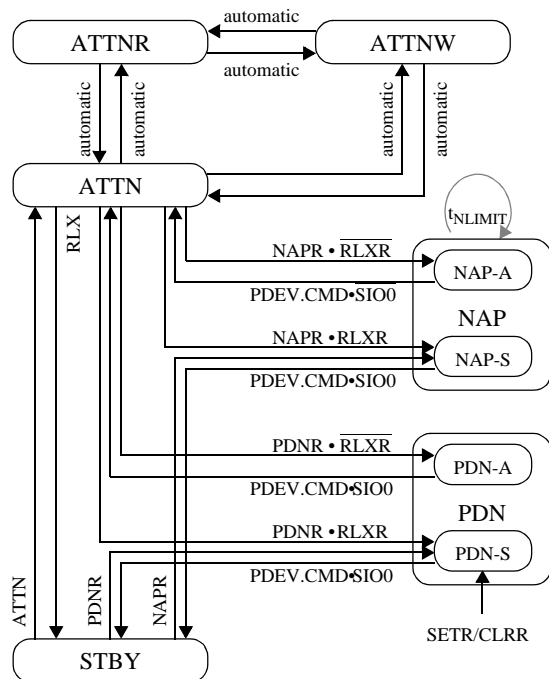 automatic
ATTNR
ATTNW
automatic
automatic
automatic
automatic
automatic
ATTN
RLX
tNLIMIT
NAPR • RLXR
NAP-A
PDEV.CMD•SIO0
NAP
NAPR • RLXR
NAP-S
PDEV.CMD•SIO0
PDNR • RLXR
PDN-A
PDEV.CMD•SIO0
PDN
PDNR • RLXR
PDN-S
PDEV.CMD•SIO0
ATTN
PDNR
NAPR
SETR/CLRR
STBY